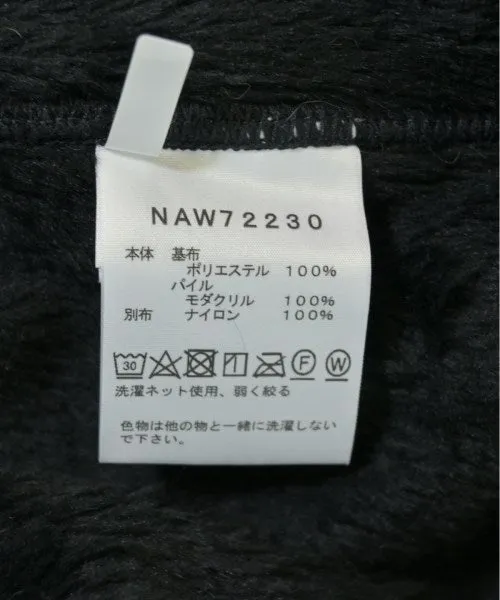 NAW72230
本体 基布
ポリエステル 100%
パイル
モダクリル 100%
別布 ナイロン 100%
30 F W
洗濯ネット使用、弱く絞る
色物は他の物と一緒に洗濯しない
で下さい。